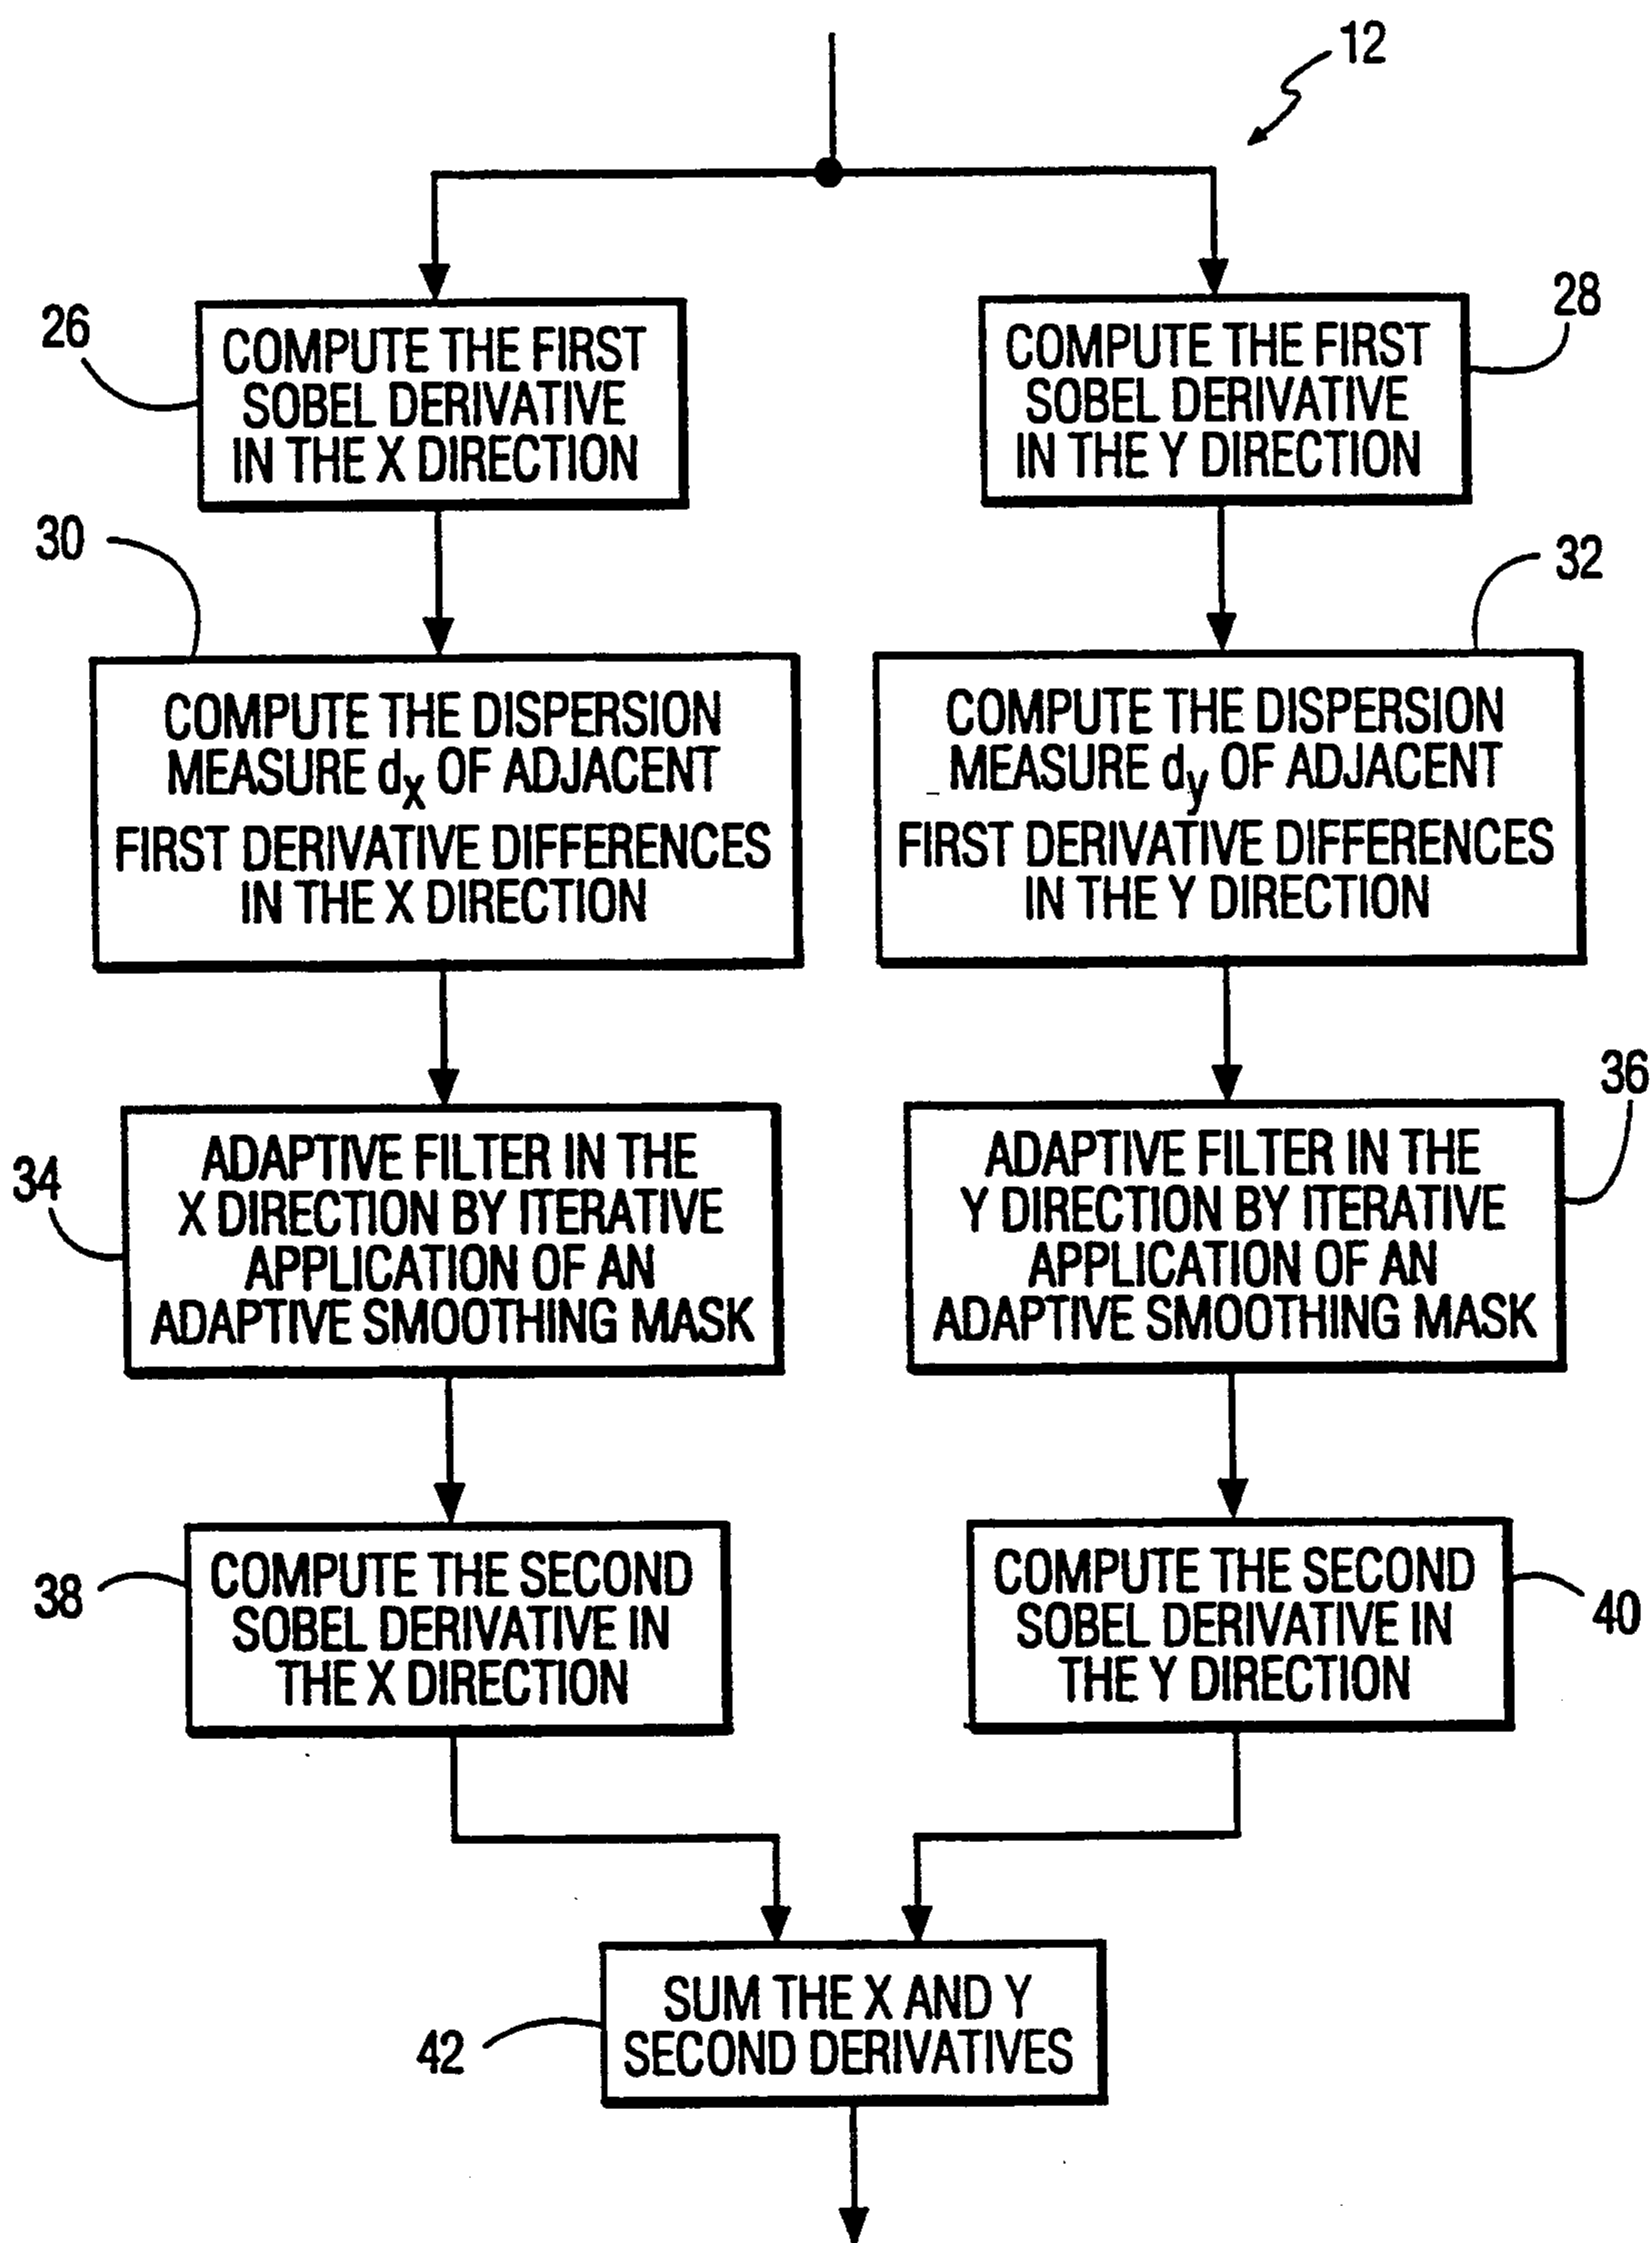 12
26
COMPUTE THE FIRST
SOBEL DERIVATIVE
IN THE X DIRECTION
28
COMPUTE THE FIRST
SOBEL DERIVATIVE
IN THE Y DIRECTION
30
COMPUTE THE DISPERSION
MEASURE dx OF ADJACENT
FIRST DERIVATIVE DIFFERENCES
IN THE X DIRECTION
32
COMPUTE THE DISPERSION
MEASURE dy OF ADJACENT
FIRST DERIVATIVE DIFFERENCES
IN THE Y DIRECTION
34
ADAPTIVE FILTER IN THE
X DIRECTION BY ITERATIVE
APPLICATION OF AN
ADAPTIVE SMOOTHING MASK
36
ADAPTIVE FILTER IN THE
Y DIRECTION BY ITERATIVE
APPLICATION OF AN
ADAPTIVE SMOOTHING MASK
38
COMPUTE THE SECOND
SOBEL DERIVATIVE IN
THE X DIRECTION
40
COMPUTE THE SECOND
SOBEL DERIVATIVE IN
THE Y DIRECTION
42
SUM THE X AND Y
SECOND DERIVATIVES